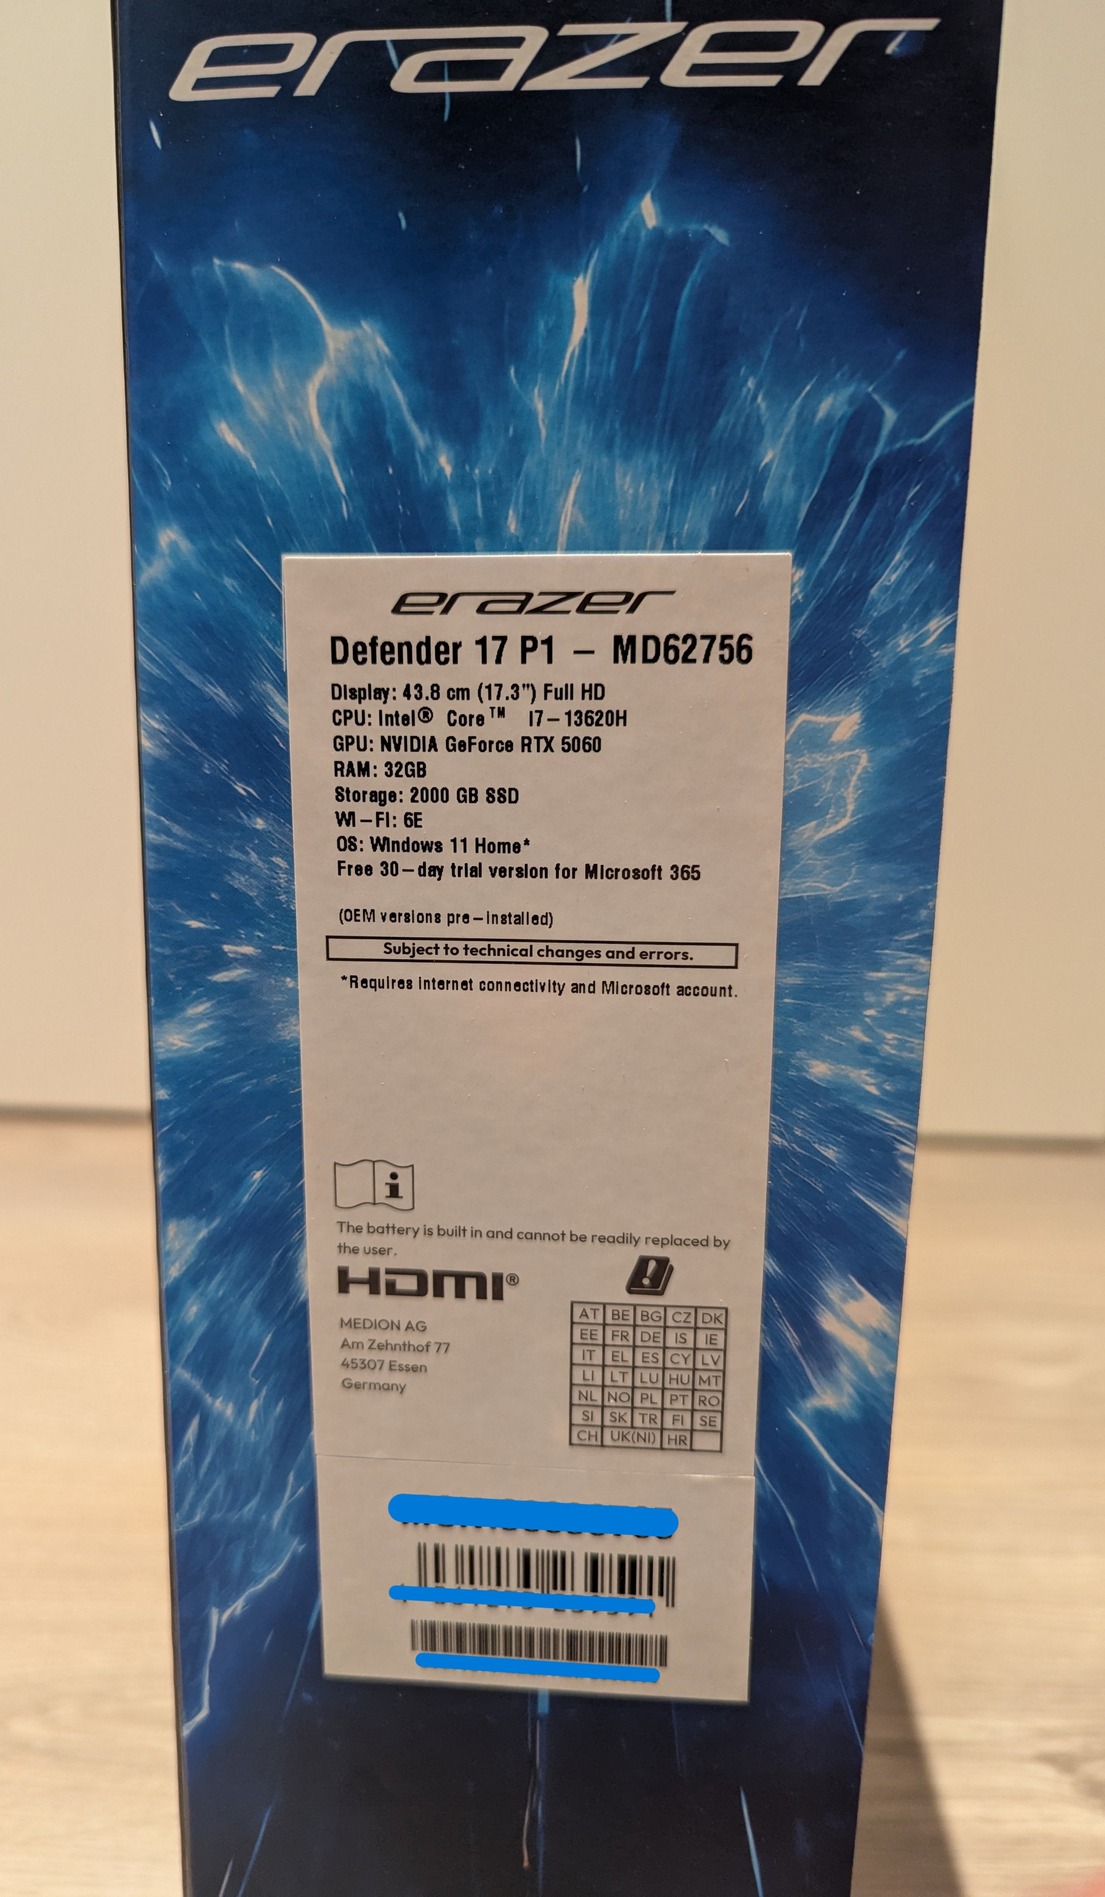 erazer
erazer
Defender 17 P1 – MD62756
Display: 43.8 cm (17.3") Full HD
CPU: Intel® Core™ i7-13620H
GPU: NVIDIA GeForce RTX 5060
RAM: 32GB
Storage: 2000 GB SSD
Wi-Fi: 6E
OS: Windows 11 Home*
Free 30-day trial version for Microsoft 365
(OEM versions pre-installed)
Subject to technical changes and errors.
*Requires internet connectivity and Microsoft account.
The battery is built in and cannot be readily replaced by
the user.
HDMI®
MEDION AG
Am Zehnthof 77
45307 Essen
Germany
AT BE BG CZ DK
EE FR DE IS IE
IT EL ES CY LV
LI LT LU HU MT
NL NO PL PT RO
SI SK TR FI SE
CH UK(NI) HR